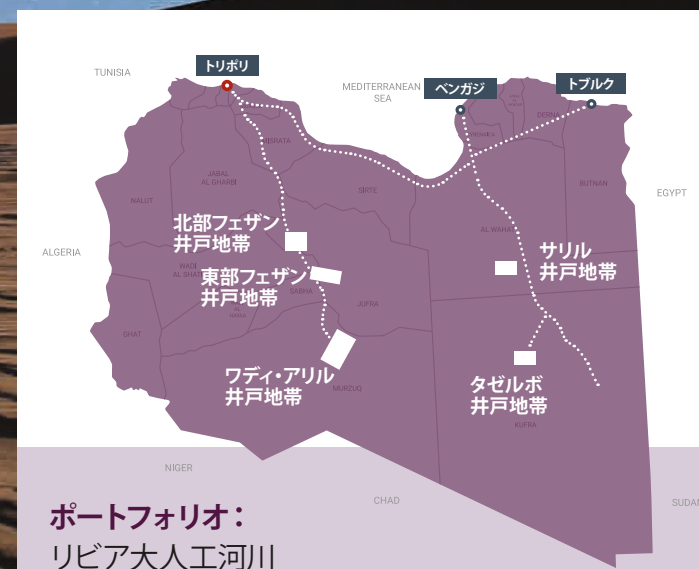 TUNISIA
トリポリ
MEDITERRANEAN
SEA
ベンガジ
トブルク
DERNA
MISRATA
JABAL
AL GHARBI
NALUT
SIRTE
BUTNAN
EGYPT
北部フェザン
井戸地帯
AL WAHAT
ALGERIA
サリル
井戸地帯
WADI
AL SHATI
東部フェザン
井戸地帯
SABHA
JUFRA
GHAT
ワディ・アリル
井戸地帯
MURZUQ
タゼルボ
井戸地帯
KUFRA
NIGER
CHAD
SUDAN
ポートフォリオ：
リビア大人工河川